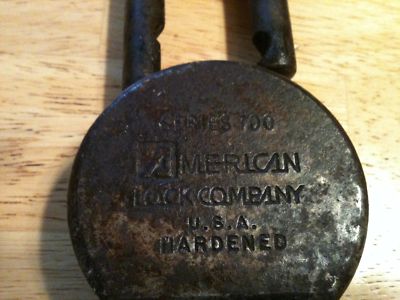 SERIES 700
AMERICAN
LOCK COMPANY
U.S.A.
HARDENED